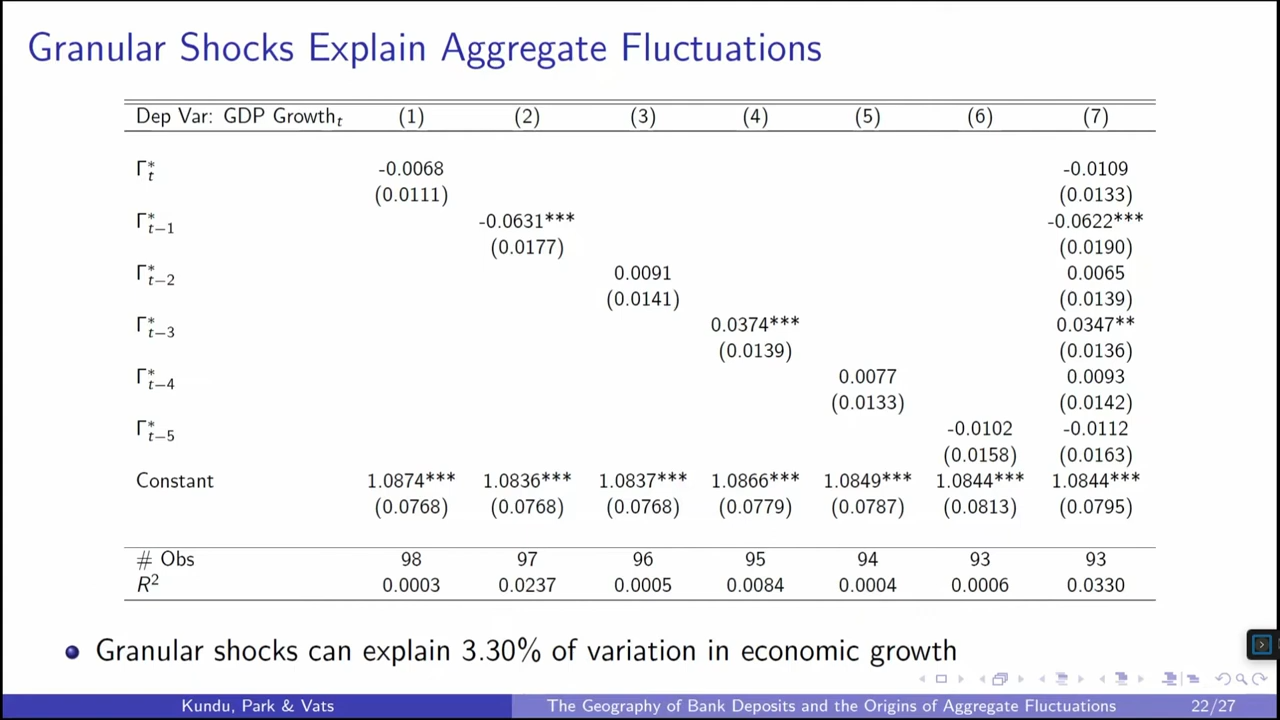 Granular Shocks Explain Aggregate Fluctuations
Dep Var: GDP Growth_t (1) (2) (3) (4) (5) (6) (7)
Γ*_t -0.0068 -0.0109
(0.0111) (0.0133)
Γ*_{t−1} -0.0631*** -0.0622***
(0.0177) (0.0190)
Γ*_{t−2} 0.0091 0.0065
(0.0141) (0.0139)
Γ*_{t−3} 0.0374*** 0.0347**
(0.0139) (0.0136)
Γ*_{t−4} 0.0077 0.0093
(0.0133) (0.0142)
Γ*_{t−5} -0.0102 -0.0112
(0.0158) (0.0163)
Constant 1.0874*** 1.0836*** 1.0837*** 1.0866*** 1.0849*** 1.0844*** 1.0844***
(0.0768) (0.0768) (0.0768) (0.0779) (0.0787) (0.0813) (0.0795)
# Obs 98 97 96 95 94 93 93
R² 0.0003 0.0237 0.0005 0.0084 0.0004 0.0006 0.0330
Granular shocks can explain 3.30% of variation in economic growth
Kundu, Park & Vats The Geography of Bank Deposits and the Origins of Aggregate Fluctuations 22/27